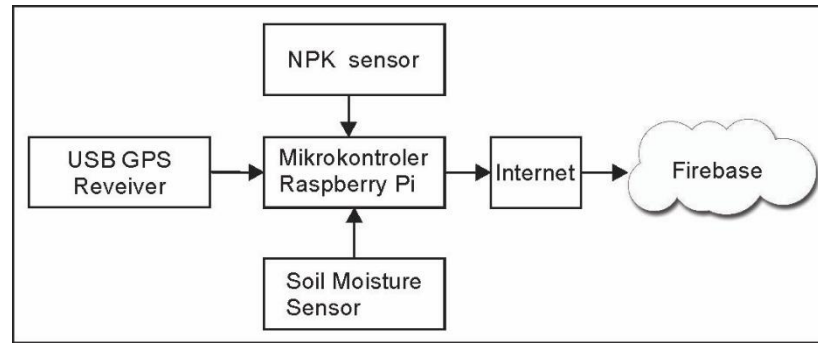 NPK sensor
USB GPS
Reveiver
Mikrokontroler
Raspberry Pi
Internet
Firebase
Soil Moisture
Sensor